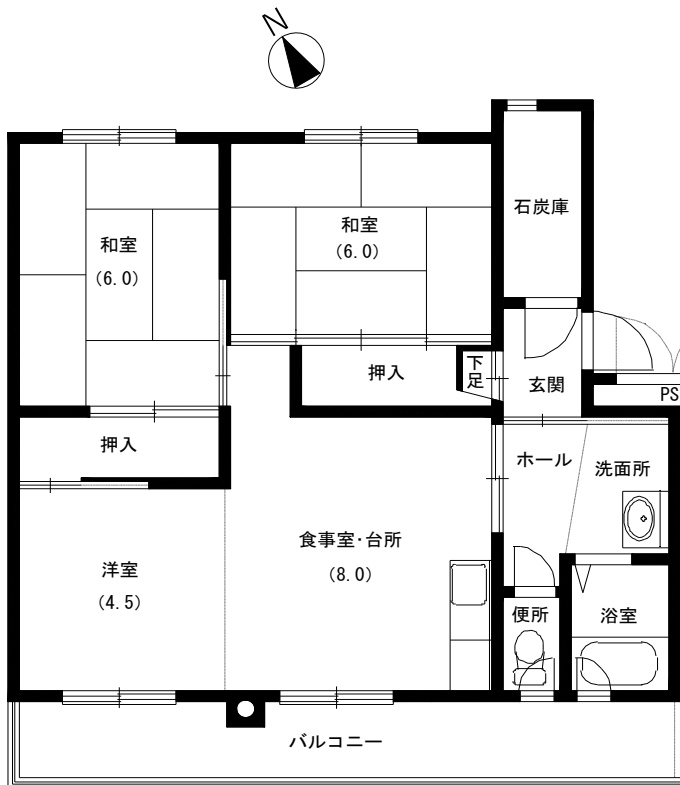 N
石炭庫
和室
(6.0)
和室
(6.0)
押入
下足
玄関
PS
押入
ホール
洗面所
食事室・台所
(8.0)
洋室
(4.5)
便所
浴室
バルコニー